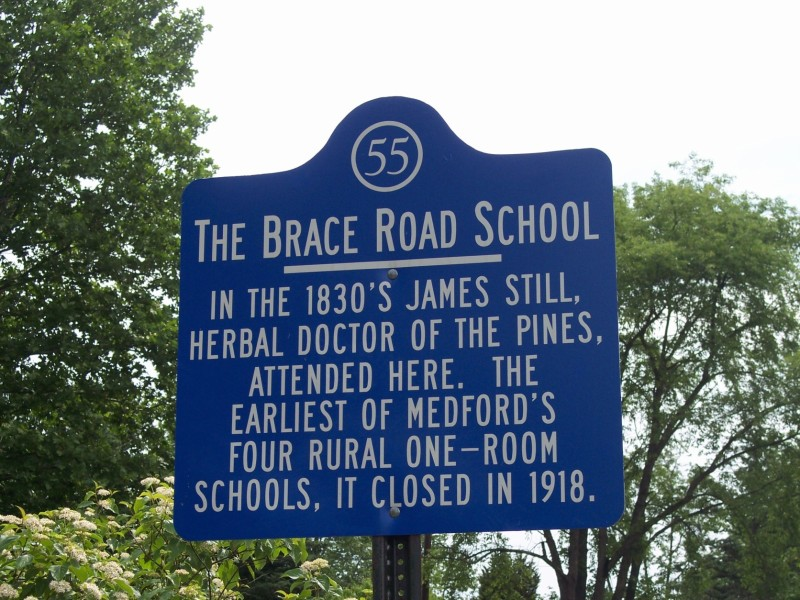 55
THE BRACE ROAD SCHOOL
IN THE 1830'S JAMES STILL,
HERBAL DOCTOR OF THE PINES,
ATTENDED HERE. THE
EARLIEST OF MEDFORD'S
FOUR RURAL ONE-ROOM
SCHOOLS, IT CLOSED IN 1918.